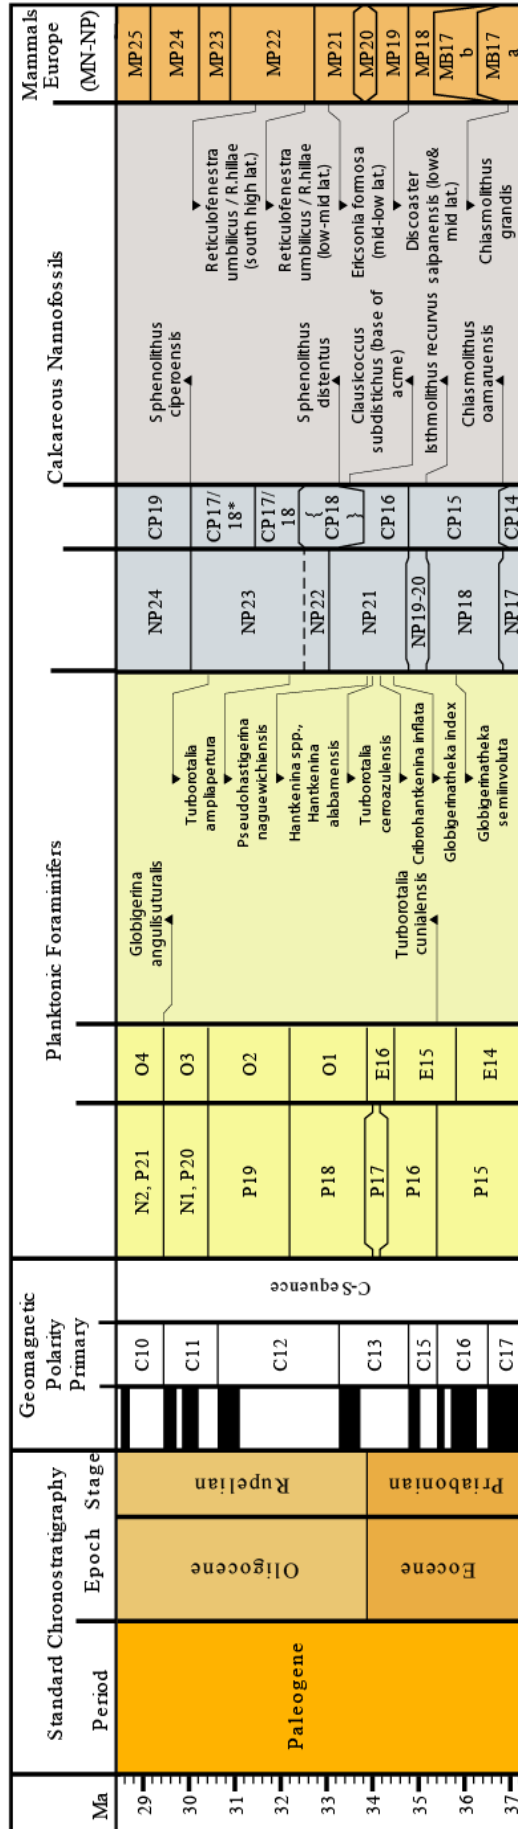 Ma
29
30
31
32
33
34
35
36
37
Standard Chronostratigraphy
Period
Epoch
Stage
Paleogene
Oligocene
Eocene
Rupelian
Priabonian
Geomagnetic
Polarity
Primary
C10
C11
C12
C13
C15
C16
C17
C-Sequence
Planktonic Foraminifers
N2, P21
N1, P20
P19
P18
P17
P16
P15
O4
O3
O2
O1
E16
E15
E14
Globigerina
angulisuturalis
Turborotalia
cunialensis
Turborotalia
ampliapertura
Pseudohastigerina
naguewichiensis
Hantkenina spp.,
Hantkenina
alabamensis
Turborotalia
cerroazulensis
Cribrohantkenina inflata
Globigerinatheka index
Globigerinatheka
semiinvoluta
Calcareous Nannofossils
NP24
NP23
NP22
NP21
NP19-20
NP18
NP17
CP19
CP17/
18*
CP17/
18
{
CP18
}
CP16
CP15
CP14
Sphenolithus
ciperoensis
Sphenolithus
distentus
Clausicoccus
subdistichus (base of
acme)
Isthmolithus recurvus
Chiasmolithus
oamaruensis
Reticulofenestra
umbilicus / R.hillae
(south high lat.)
Reticulofenestra
umbilicus / R.hillae
(low-mid lat.)
Ericsonia formosa
(mid-low lat.)
Discoaster
saipanensis (low&
mid lat.)
Chiasmolithus
grandis
Mammals
Europe
(MN-NP)
MP25
MP24
MP23
MP22
MP21
MP20
MP19
MP18
MB17
b
MB17
a